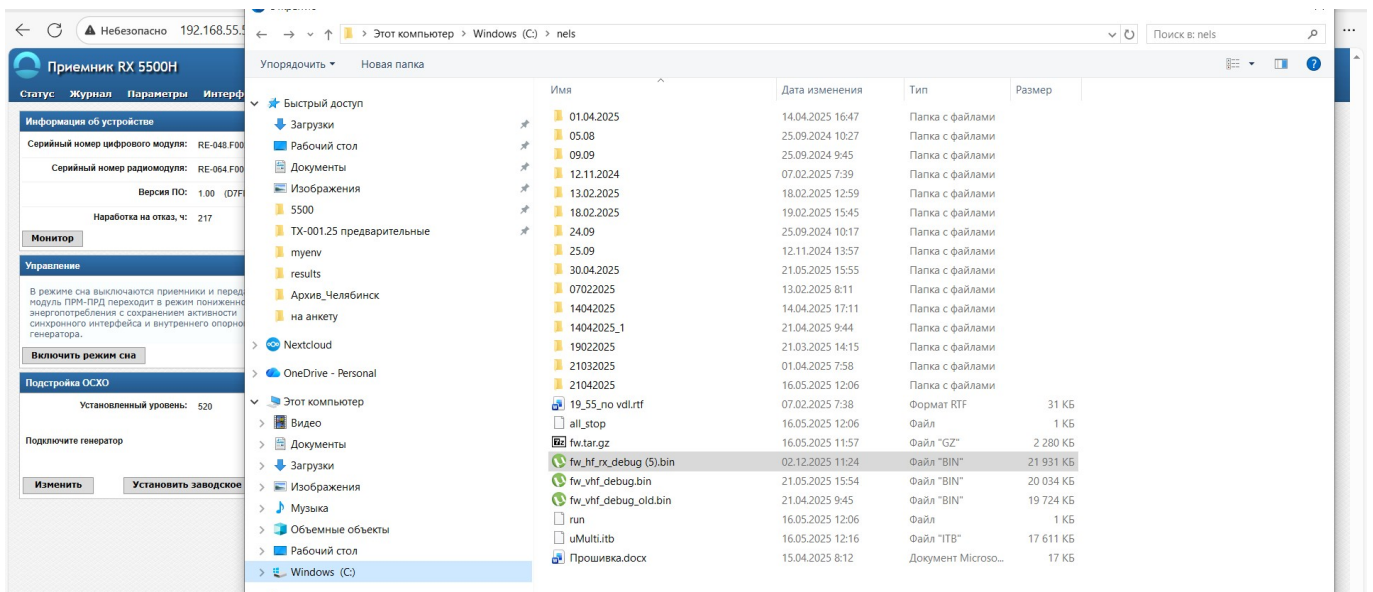 Небезопасно 192.168.55.5
Этот компьютер > Windows (C:) > nels
Поиск в: nels
Приемник RX 5500H
Статус Журнал Параметры Интерф
Упорядочить Новая папка
Информация об устройстве
Серийный номер цифрового модуля: RE-048.F00
Серийный номер радиомодуля: RE-064.F00
Версия ПО: 1.00 (D7F
Наработка на отказ, ч: 217
Монитор
Управление
В режиме сна выключаются приемники и перед
модуль ПРМ-ПРД переходит в режим пониженно
энергопотребления с сохранением активности
синхронного интерфейса и внутреннего опорно
генератора.
Включить режим сна
Подстройка ОСХО
Установленный уровень: 520
Подключите генератор
Изменить Установить заводское
Быстрый доступ
Загрузки
Рабочий стол
Документы
Изображения
5500
TX-001.25 предварительные
myenv
results
Архив_Челябинск
на анкету
Nextcloud
OneDrive - Personal
Этот компьютер
Видео
Документы
Загрузки
Изображения
Музыка
Объемные объекты
Рабочий стол
Windows (C:)
Имя Дата изменения Тип Размер
01.04.2025 14.04.2025 16:47 Папка с файлами
05.08 25.09.2024 10:27 Папка с файлами
09.09 25.09.2024 9:45 Папка с файлами
12.11.2024 07.02.2025 7:39 Папка с файлами
13.02.2025 18.02.2025 12:59 Папка с файлами
18.02.2025 19.02.2025 15:45 Папка с файлами
24.09 25.09.2024 10:17 Папка с файлами
25.09 12.11.2024 13:57 Папка с файлами
30.04.2025 21.05.2025 15:55 Папка с файлами
07022025 13.02.2025 8:11 Папка с файлами
14042025 14.04.2025 17:11 Папка с файлами
14042025_1 21.04.2025 9:44 Папка с файлами
19022025 21.03.2025 14:15 Папка с файлами
21032025 01.04.2025 7:58 Папка с файлами
21042025 16.05.2025 12:06 Папка с файлами
19_55_no vdl.rtf 07.02.2025 7:38 Формат RTF 31 КБ
all_stop 16.05.2025 12:06 Файл 1 КБ
fw.tar.gz 16.05.2025 11:57 Файл "GZ" 2 280 КБ
fw_hf_rx_debug (5).bin 02.12.2025 11:24 Файл "BIN" 21 931 КБ
fw_vhf_debug.bin 21.05.2025 15:54 Файл "BIN" 20 034 КБ
fw_vhf_debug_old.bin 21.04.2025 9:45 Файл "BIN" 19 724 КБ
run 16.05.2025 12:06 Файл 1 КБ
uMulti.itb 16.05.2025 12:16 Файл "ITB" 17 611 КБ
Прошивка.docx 15.04.2025 8:12 Документ Microso... 17 КБ